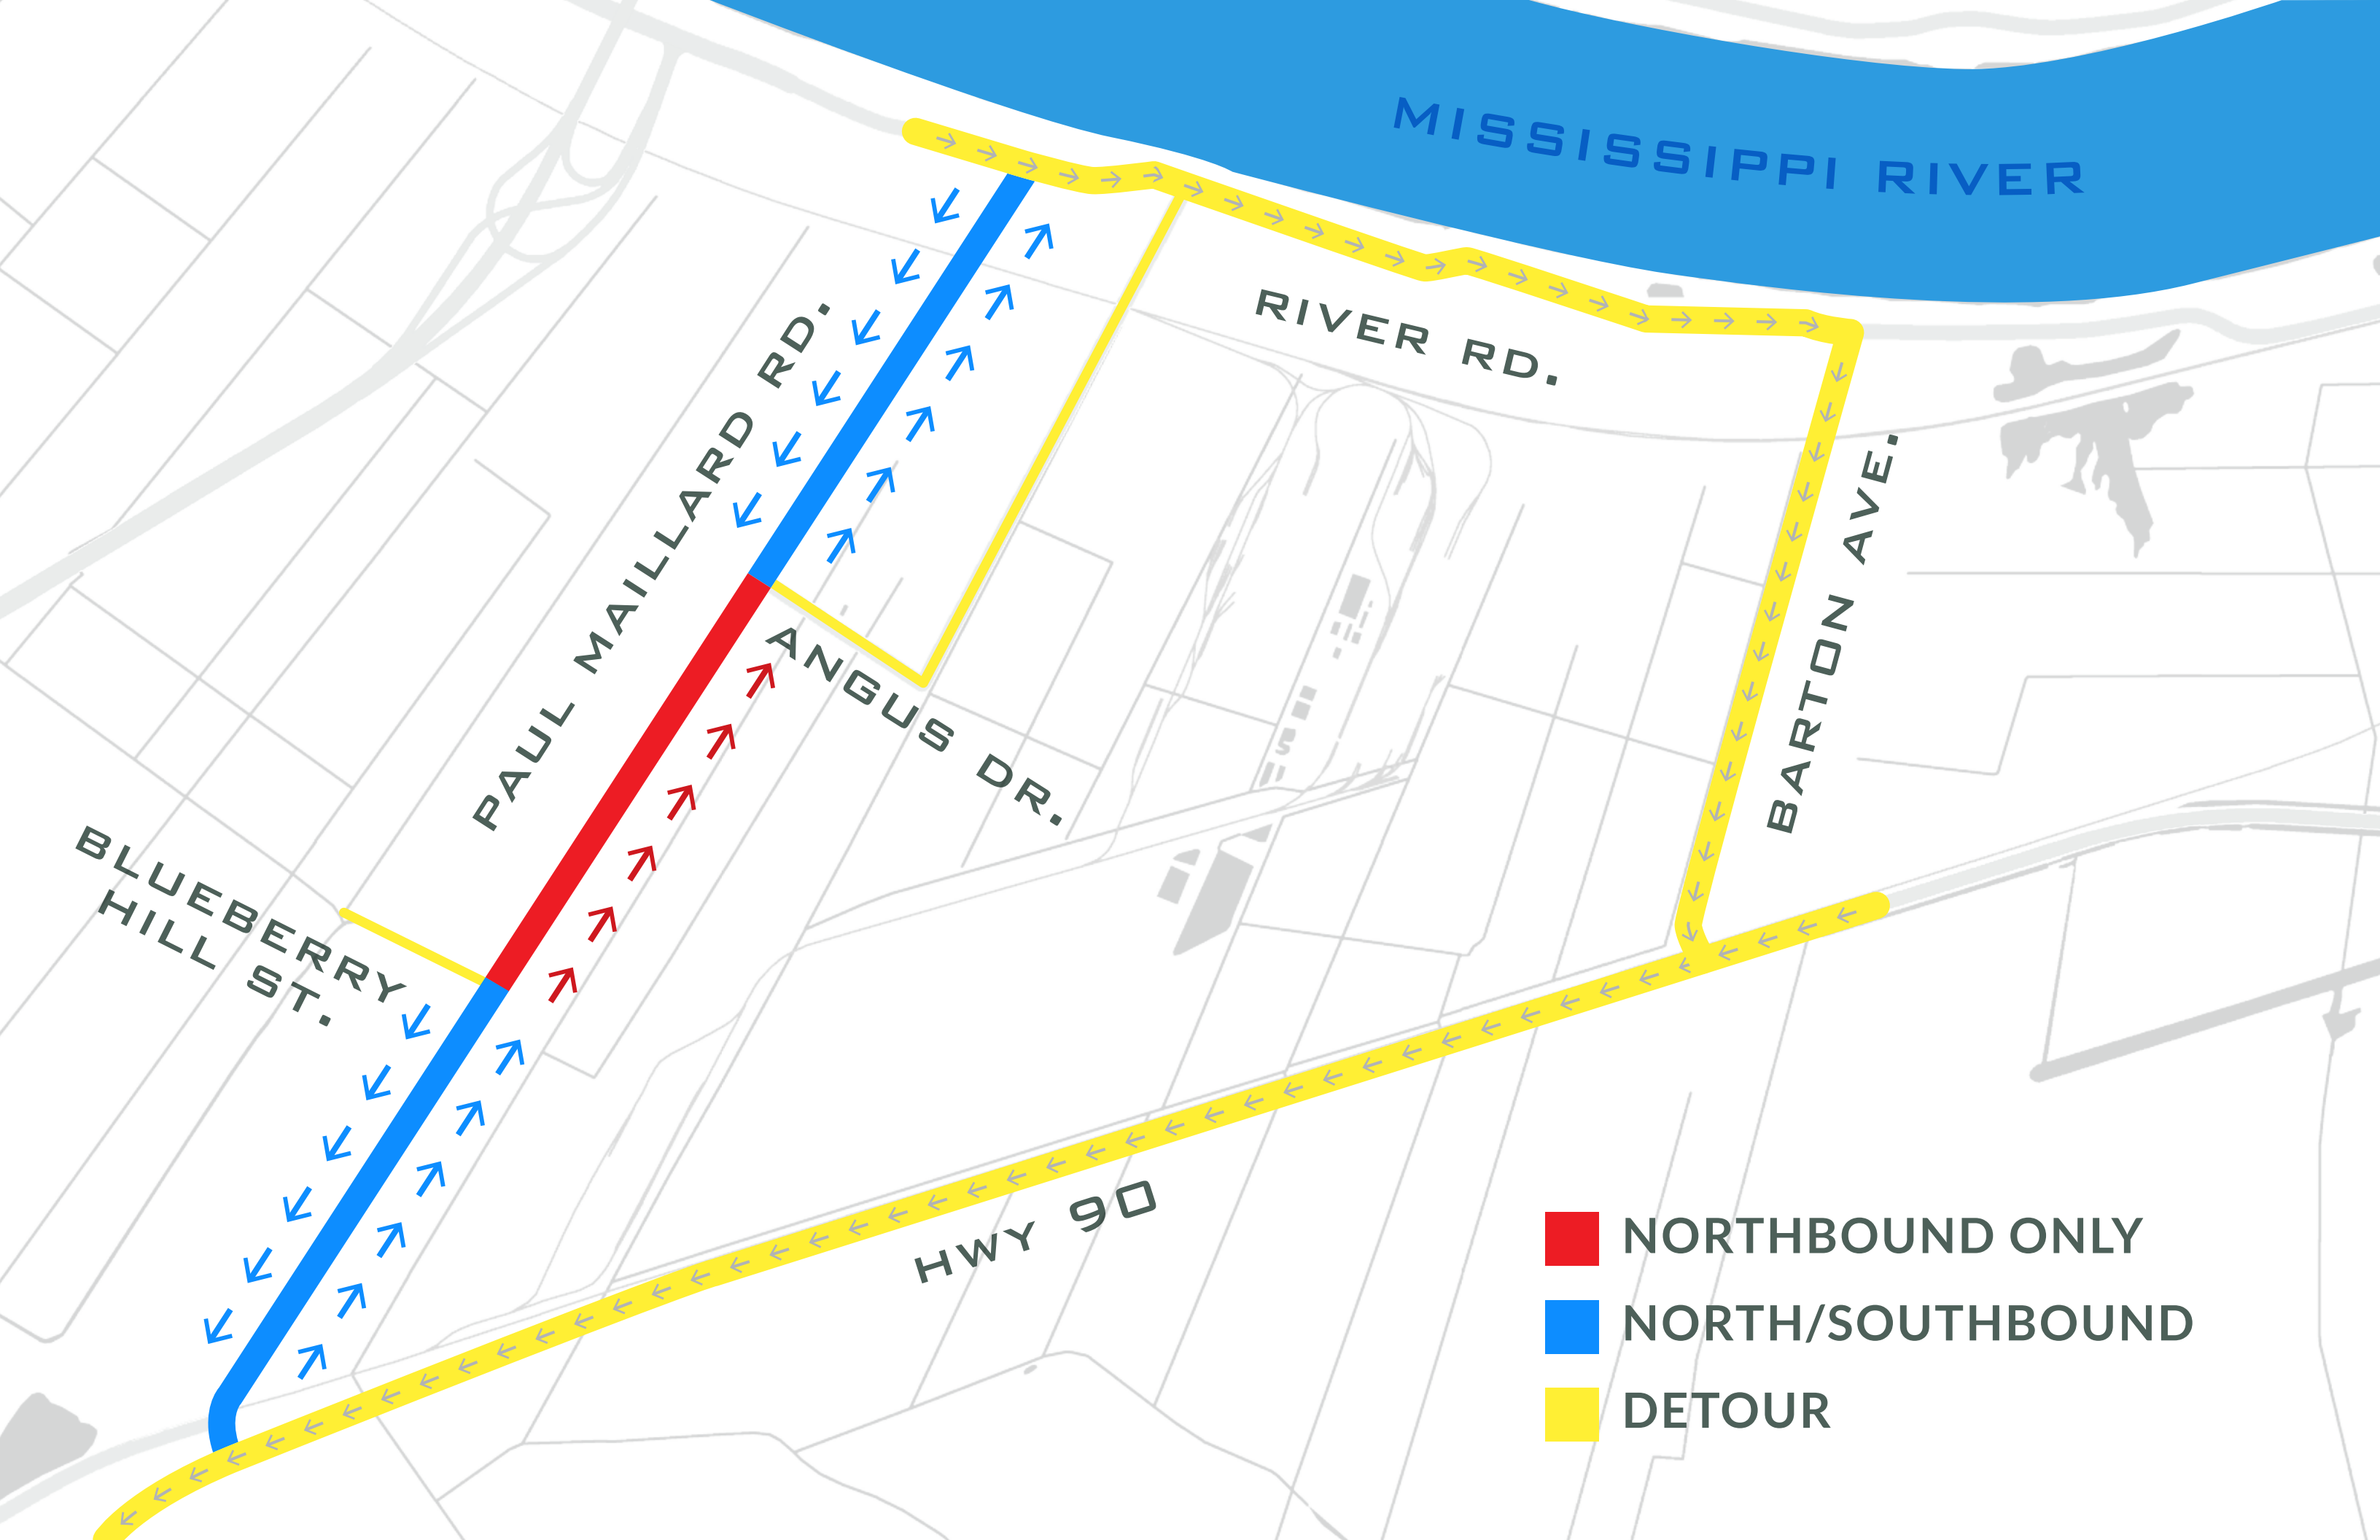 MISSISSIPPI RIVER
RIVER RD.
PAUL MAILLARD RD.
BARTON AVE.
ANGUS DR.
BLUEBERRY
HILL ST.
HWY 90
NORTHBOUND ONLY
NORTH/SOUTHBOUND
DETOUR